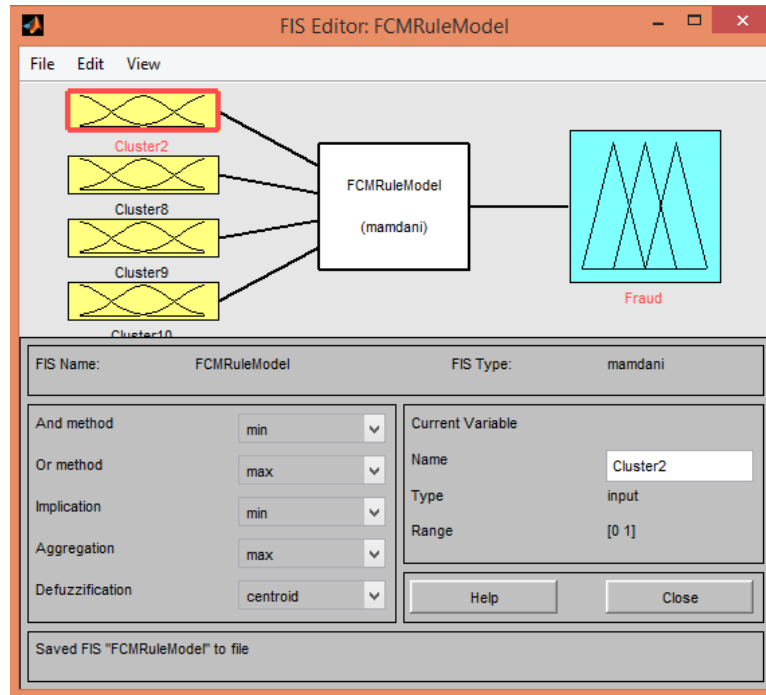 FIS Editor: FCMRuleModel
File Edit View
Cluster2
Cluster8
Cluster9
Cluster10
FCMRuleModel
(mamdani)
Fraud
FIS Name: FCMRuleModel FIS Type: mamdani
And method min
Or method max
Implication min
Aggregation max
Defuzzification centroid
Current Variable
Name Cluster2
Type input
Range [0 1]
Help Close
Saved FIS "FCMRuleModel" to file